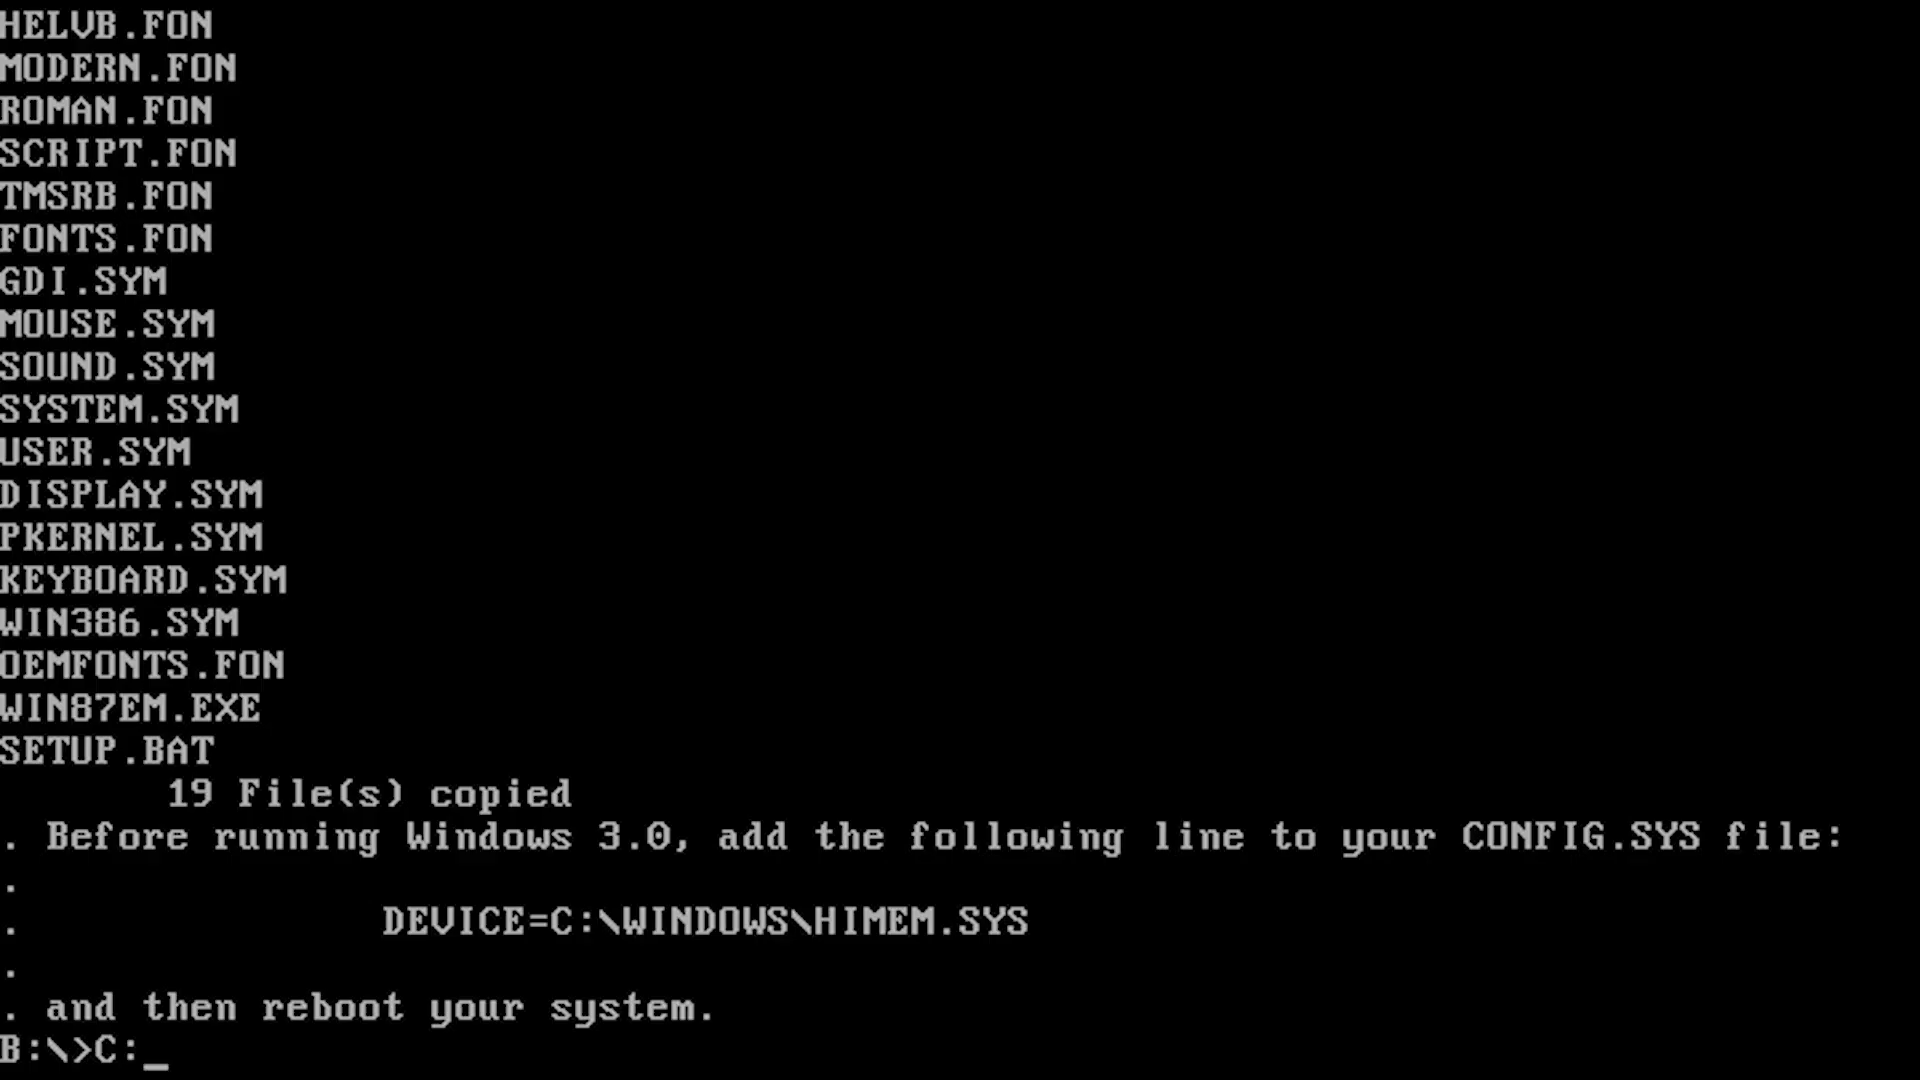 HELVB.FON
MODERN.FON
ROMAN.FON
SCRIPT.FON
TMSRB.FON
FONTS.FON
GDI.SYM
MOUSE.SYM
SOUND.SYM
SYSTEM.SYM
USER.SYM
DISPLAY.SYM
PKERNEL.SYM
KEYBOARD.SYM
WIN386.SYM
OEMFONTS.FON
WIN87EM.EXE
SETUP.BAT
19 File(s) copied
. Before running Windows 3.0, add the following line to your CONFIG.SYS file:
.
. DEVICE=C:\WINDOWS\HIMEM.SYS
.
. and then reboot your system.
B:\>C:_